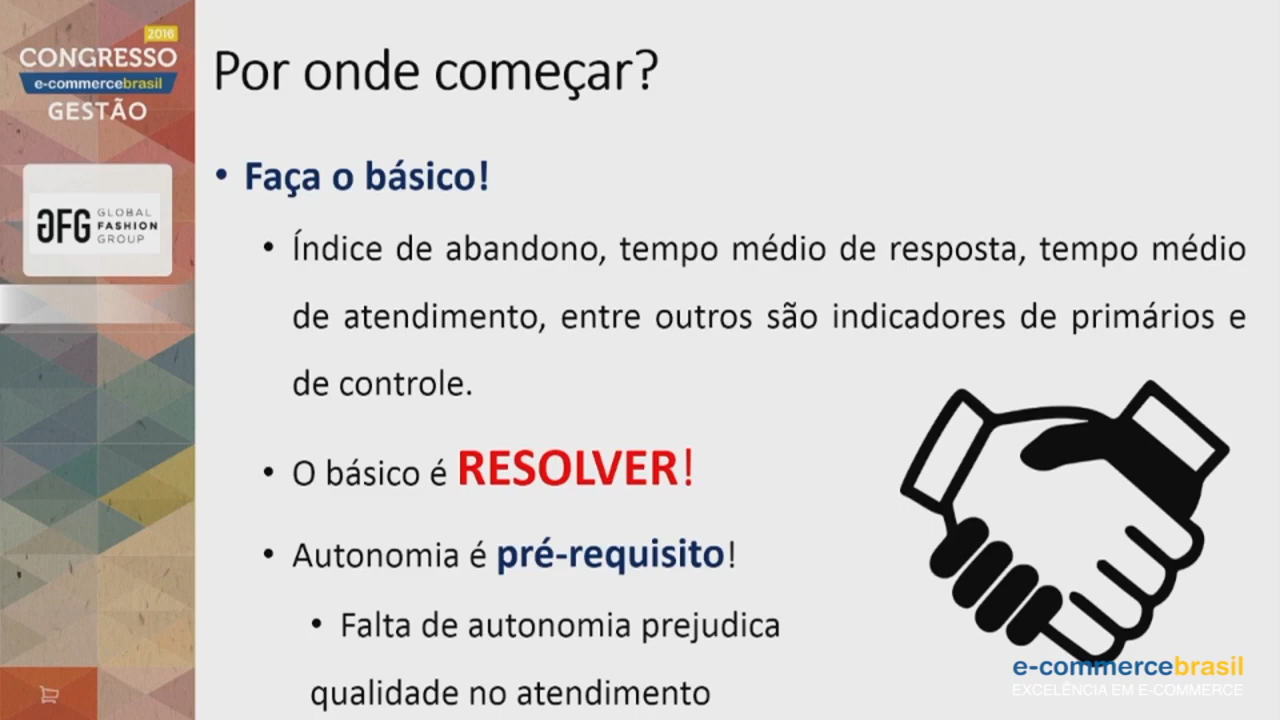 2016
CONGRESSO
e-commercebrasil
GESTÃO
GFG GLOBAL
FASHION
GROUP
Por onde começar?
• Faça o básico!
• Índice de abandono, tempo médio de resposta, tempo médio
de atendimento, entre outros são indicadores de primários e
de controle.
• O básico é RESOLVER!
• Autonomia é pré-requisito!
• Falta de autonomia prejudica
qualidade no atendimento
e-commercebrasil
EXCELÊNCIA EM E-COMMERCE